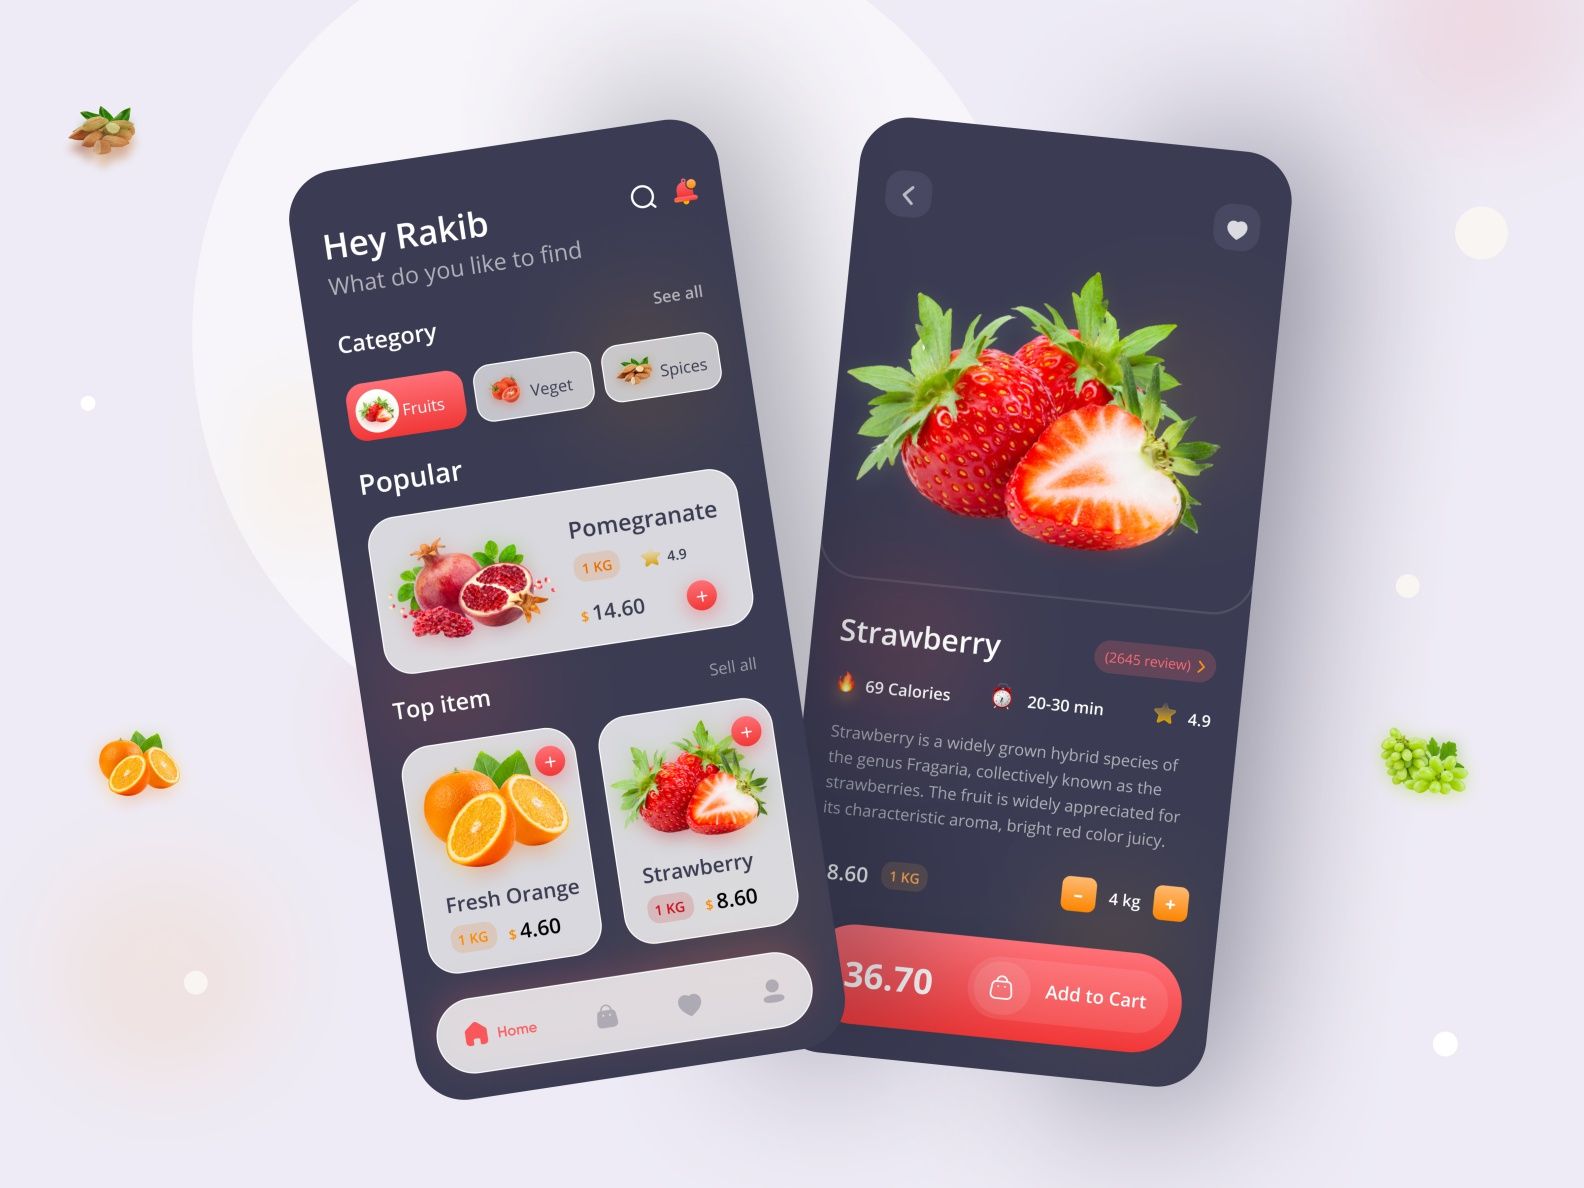 Hey Rakib
What do you like to find
See all
Category
Fruits
Veget
Spices
Popular
Pomegranate
1 KG
4.9
$ 14.60
+
Sell all
Top item
+
Fresh Orange
1 KG
$ 4.60
+
Strawberry
1 KG
$ 8.60
Home
Strawberry
(2645 review)
69 Calories
20-30 min
4.9
Strawberry is a widely grown hybrid species of
the genus Fragaria, collectively known as the
strawberries. The fruit is widely appreciated for
its characteristic aroma, bright red color juicy.
8.60
1 KG
- 4 kg +
36.70
Add to Cart